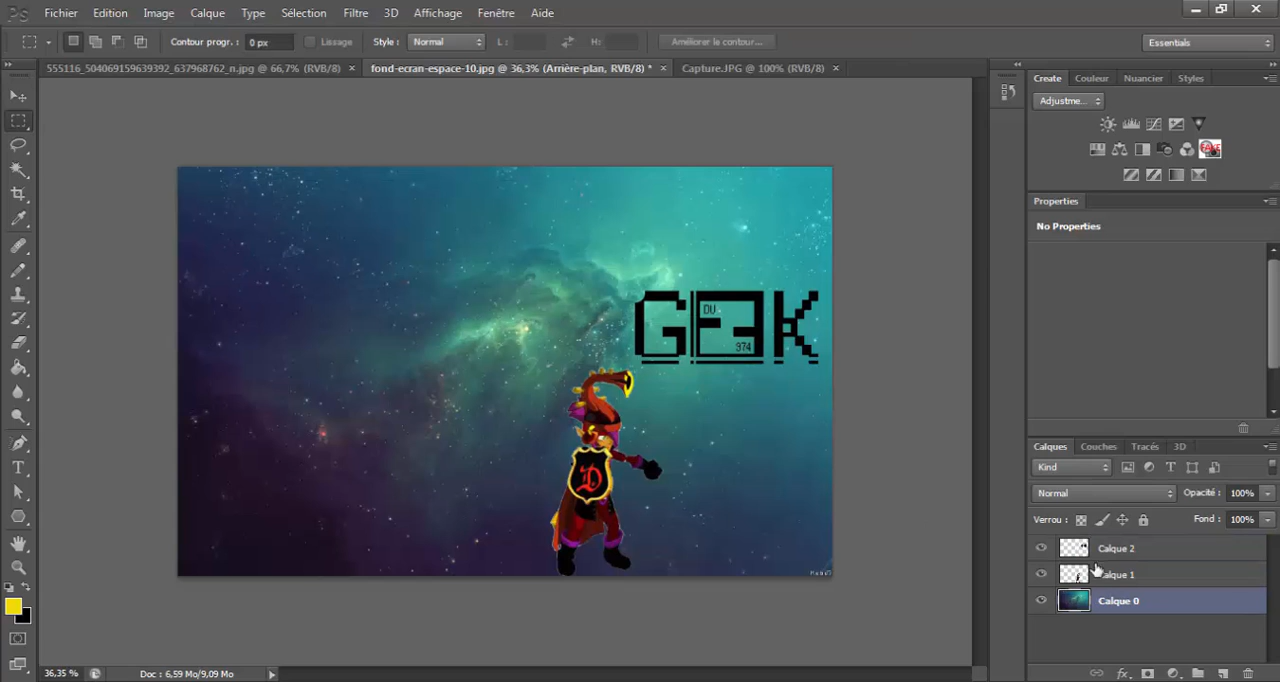 Ps Fichier Edition Image Calque Type Sélection Filtre 3D Affichage Fenêtre Aide
Contour progr. : 0 px Lissage Style : Normal L : H : Améliorer le contour... Essentials
555116_504069159639392_637968762_n.jpg @ 66,7% (RVB/8) × fond-ecran-espace-10.jpg @ 36,3% (Arrière-plan, RVB/8) * × Capture.JPG @ 100% (RVB/8) ×
Create Couleur Nuancier Styles
Adjustme...
FAKE
Properties
No Properties
GEEK
DU
974
D
Calques Couches Tracés 3D
Kind
Normal Opacité : 100%
Verrou : Fond : 100%
Calque 2
Calque 1
Calque 0
36,35 % Doc : 6,59 Mo/9,09 Mo